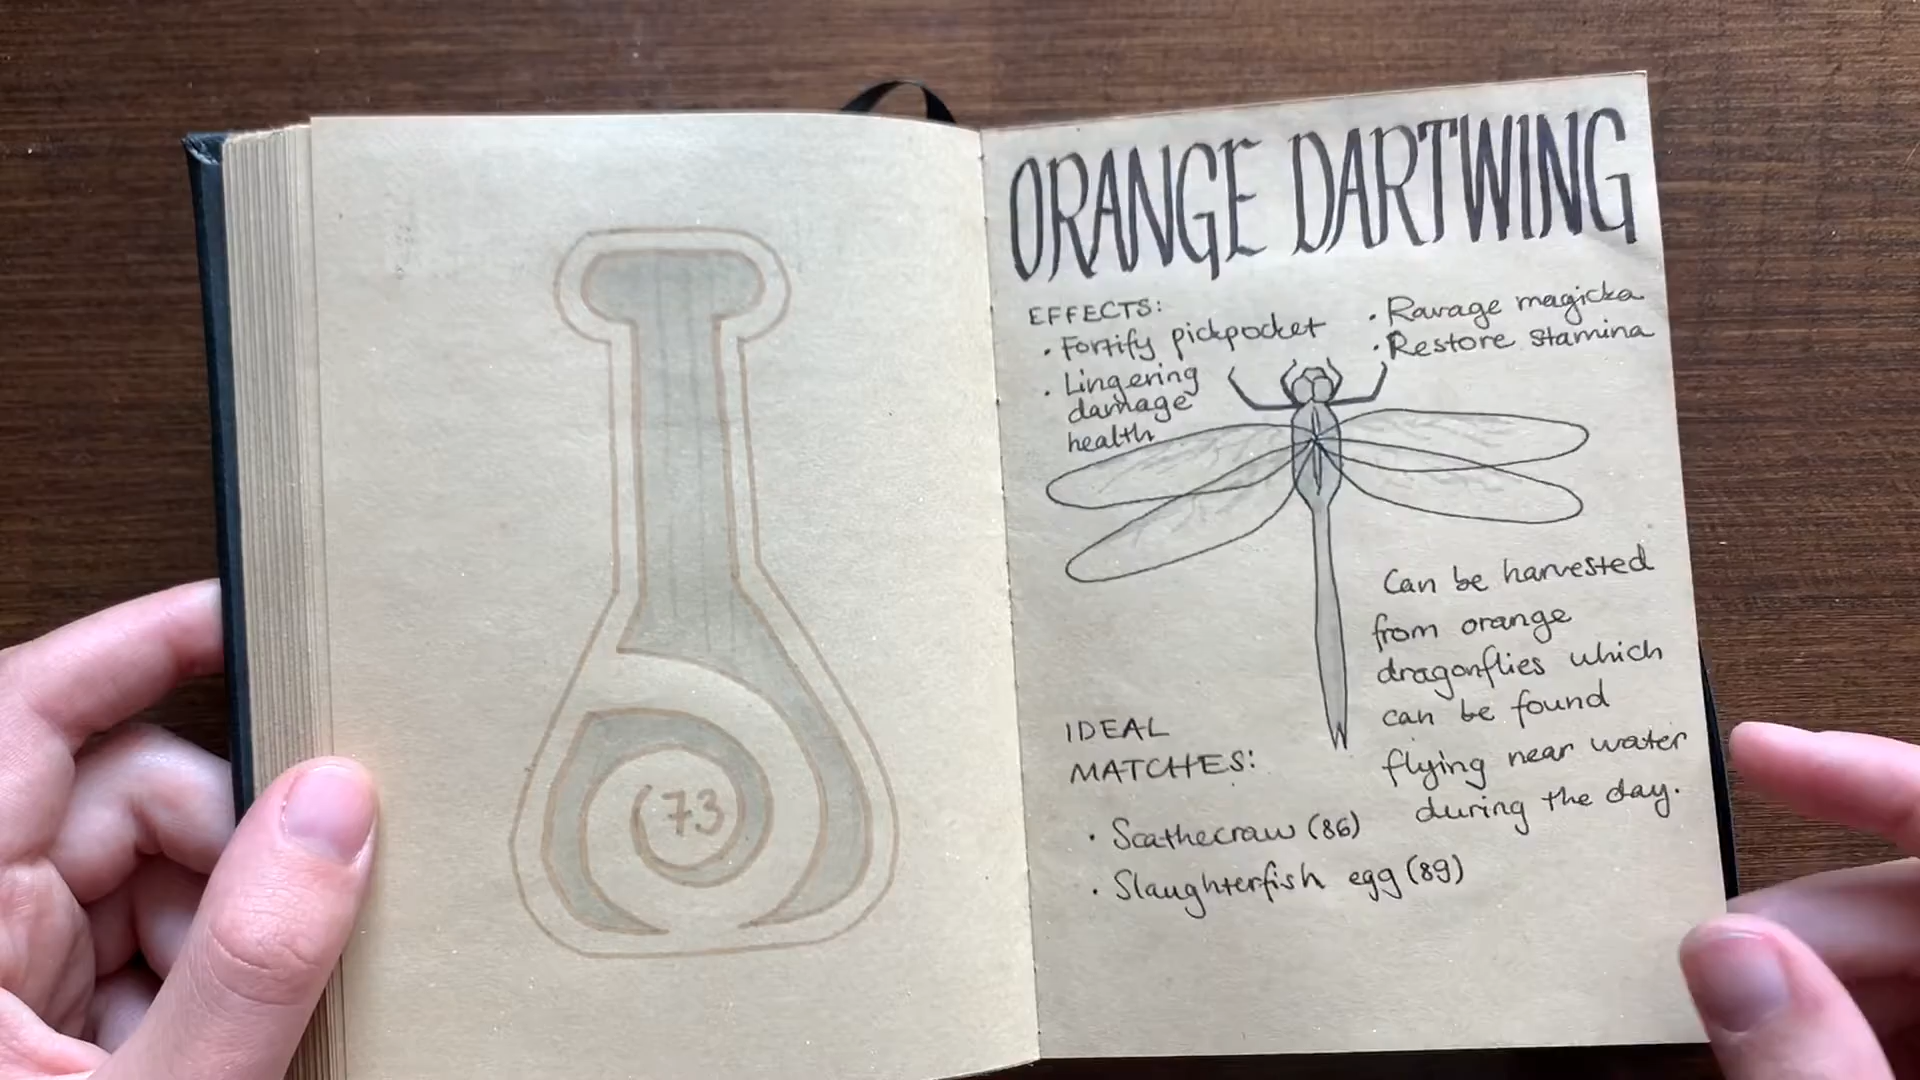 (73
ORANGE DARTWING
EFFECTS:
· Fortify pickpocket
· Lingering
damage
health
· Ravage magicka
· Restore stamina
Can be harvested
from orange
dragonflies which
can be found
flying near water
during the day.
IDEAL
MATCHES:
· Scathecraw (86)
· Slaughterfish egg (89)